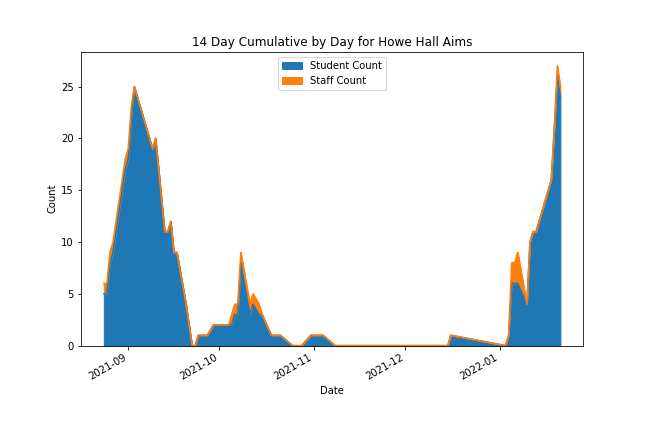 14 Day Cumulative by Day for Howe Hall Aims
Student Count
Staff Count
Count
25
20
15
10
5
0
2021-09
2021-10
2021-11
2021-12
2022-01
Date